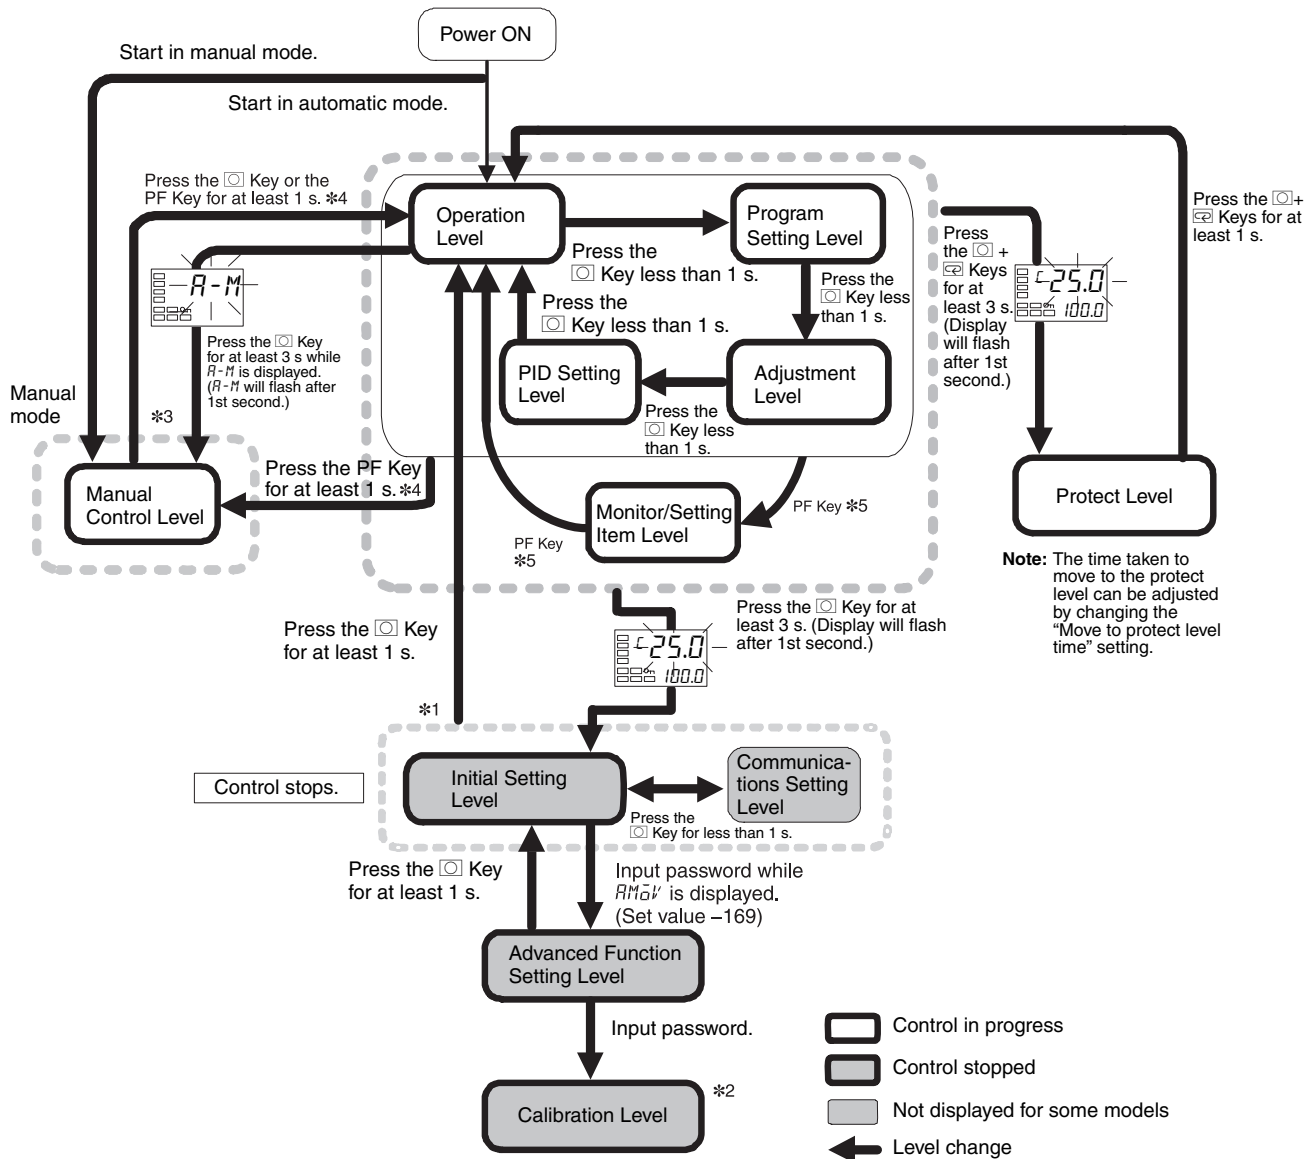 Power ON
Start in manual mode.
Start in automatic mode.
Press the Key or the
PF Key for at least 1 s. *4
Operation
Level
Program
Setting Level
Press the
Key less than 1 s.
Press the
Key less
than 1 s.
Press the
Key less than 1 s.
PID Setting
Level
Adjustment
Level
Press the
Key less
than 1 s.
A-M
Press the Key
for at least 3 s while
A-M is displayed.
(A-M will flash after
1st second.)
*3
Manual
mode
Manual
Control Level
Press the PF Key
for at least 1 s. *4
Monitor/Setting
Item Level
PF Key *5
PF Key
*5
Press
the +
Keys
for at
least 3 s.
(Display
will flash
after 1st
second.)
C 25.0
100.0
Press the +
Keys for at
least 1 s.
Protect Level
Note: The time taken to
move to the protect
level can be adjusted
by changing the
“Move to protect level
time” setting.
Press the Key for at
least 3 s. (Display will flash
after 1st second.)
C 25.0
100.0
Press the Key
for at least 1 s.
*1
Control stops.
Initial Setting
Level
Communica-
tions Setting
Level
Press the
Key for less than 1 s.
Press the Key
for at least 1 s.
Input password while
AMoV is displayed.
(Set value –169)
Advanced Function
Setting Level
Input password.
Calibration Level
*2
Control in progress
Control stopped
Not displayed for some models
Level change